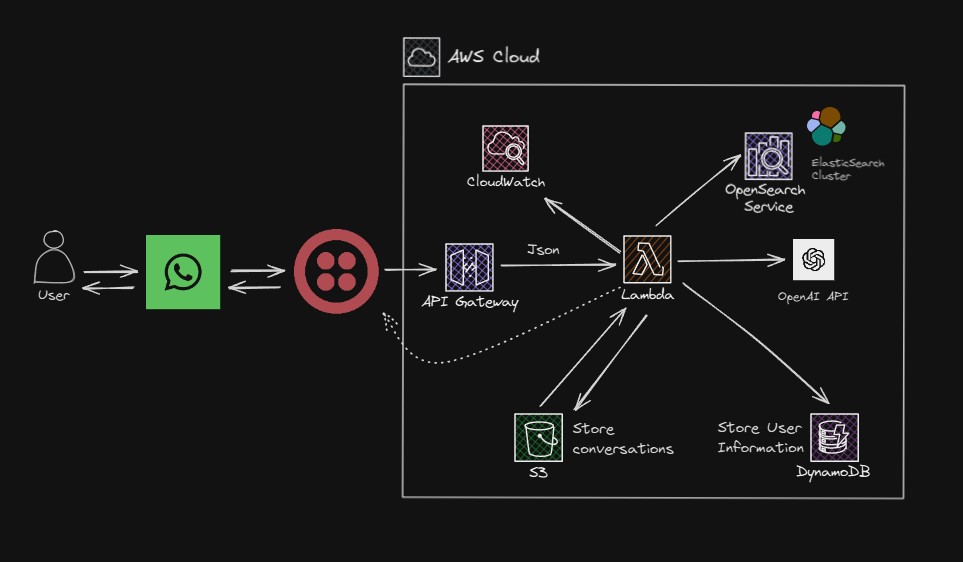 AWS Cloud
CloudWatch
ElasticSearch
Cluster
OpenSearch
Service
Json
User
API Gateway
Lambda
OpenAI API
Store
conversations
S3
Store User
Information
DynamoDB